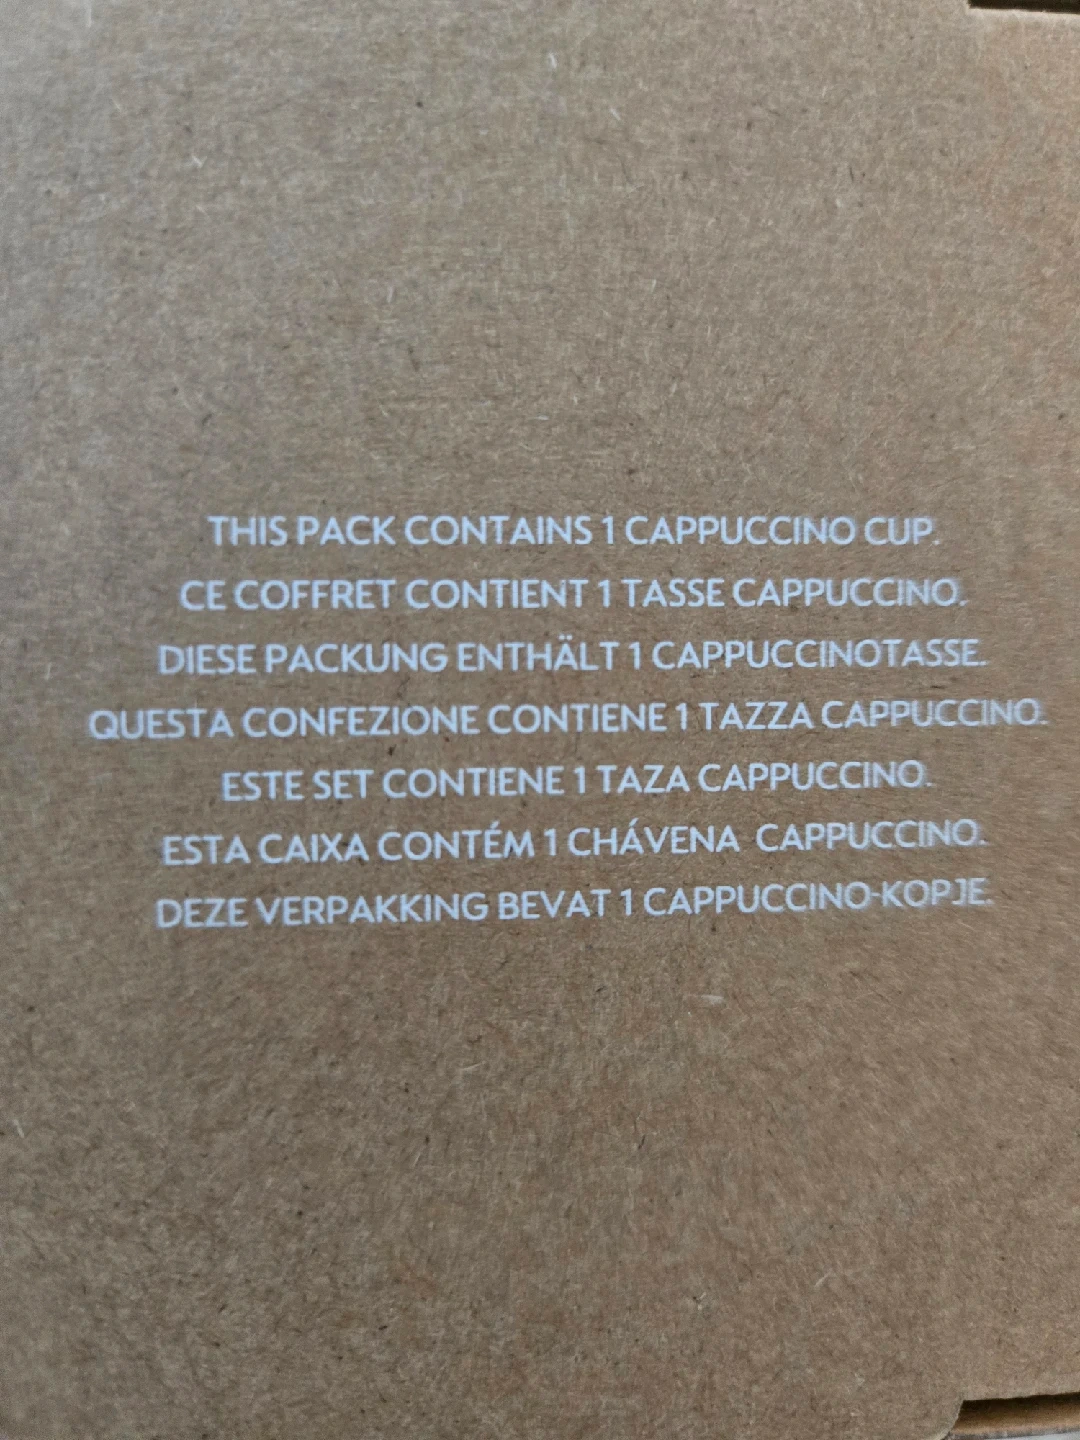 THIS PACK CONTAINS 1 CAPPUCCINO CUP.
CE COFFRET CONTIENT 1 TASSE CAPPUCCINO.
DIESE PACKUNG ENTHÄLT 1 CAPPUCCINOTASSE.
QUESTA CONFEZIONE CONTIENE 1 TAZZA CAPPUCCINO.
ESTE SET CONTIENE 1 TAZA CAPPUCCINO.
ESTA CAIXA CONTÉM 1 CHÁVENA CAPPUCCINO.
DEZE VERPAKKING BEVAT 1 CAPPUCCINO-KOPJE.